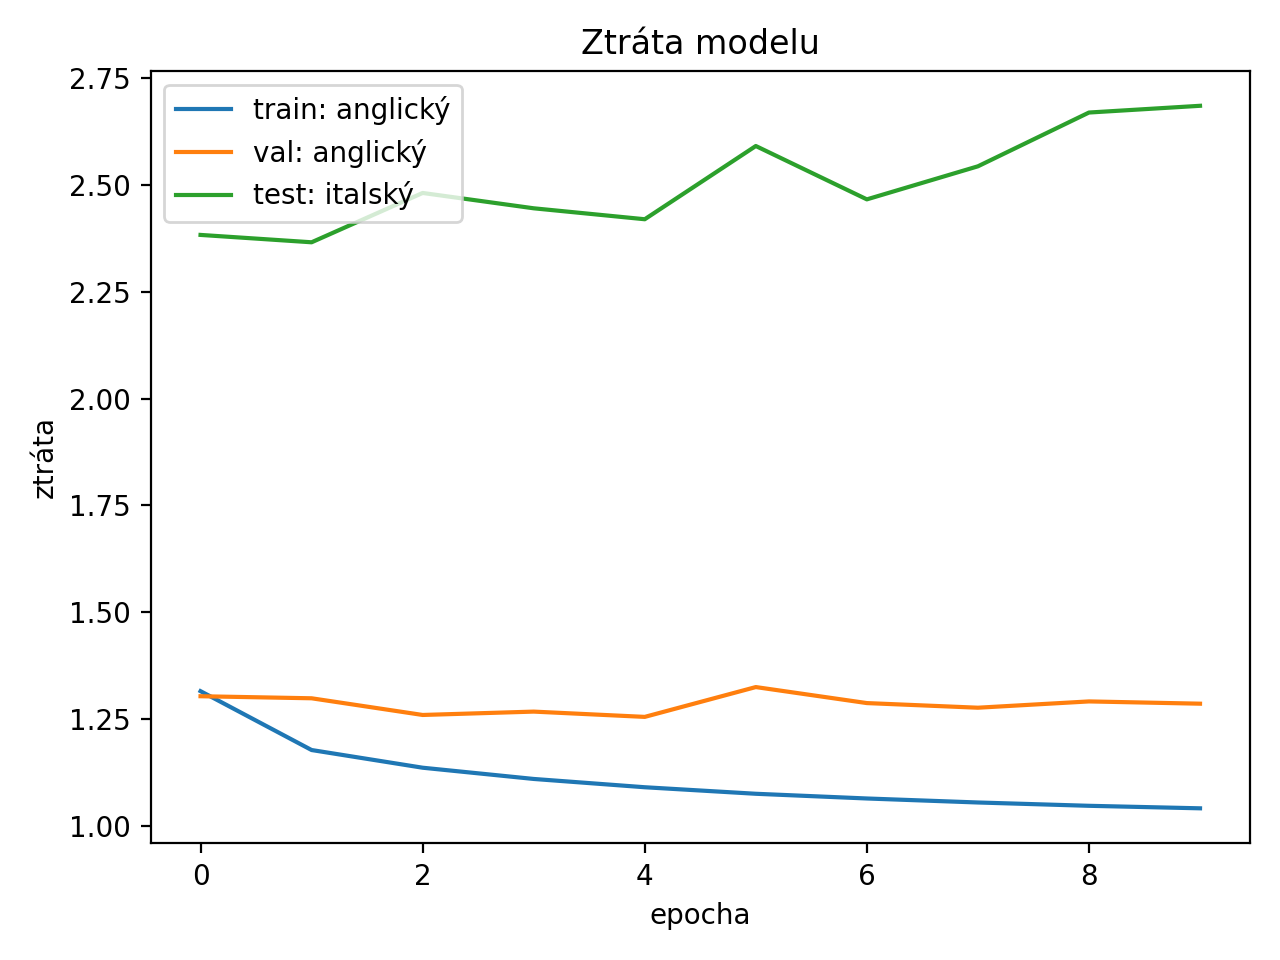 Ztráta modelu
2.75
2.50
2.25
2.00
1.75
1.50
1.25
1.00
ztráta
train: anglický
val: anglický
test: italský
0
2
4
6
8
epocha